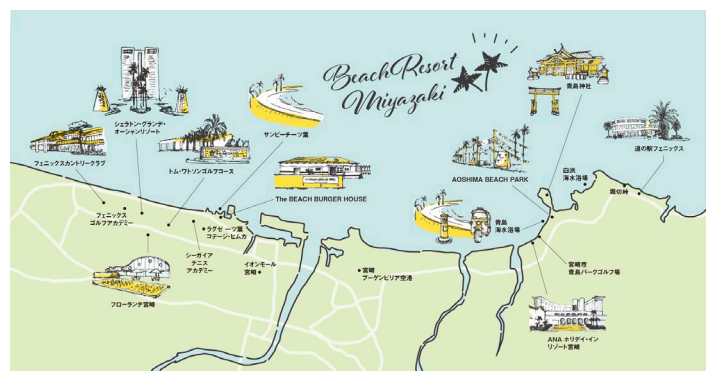 Beach Resort
Miyazaki
シェラトン・グランデ・
オーシャンリゾート
サンビーチ一ツ葉
青島神社
フェニックスカントリークラブ
トム・ワトソンゴルフコース
道の駅フェニックス
The BEACH BURGER HOUSE
AOSHIMA BEACH PARK
白浜
海水浴場
堀切峠
フェニックス
ゴルフアカデミー
ラグゼ 一ツ葉
コテージ・ヒムカ
青島
海水浴場
シーガイア
テニス
アカデミー
イオンモール
宮崎
宮崎
ブーゲンビリア空港
宮崎市
青島パークゴルフ場
フローランテ宮崎
ANA ホリデイ・イン
リゾート宮崎